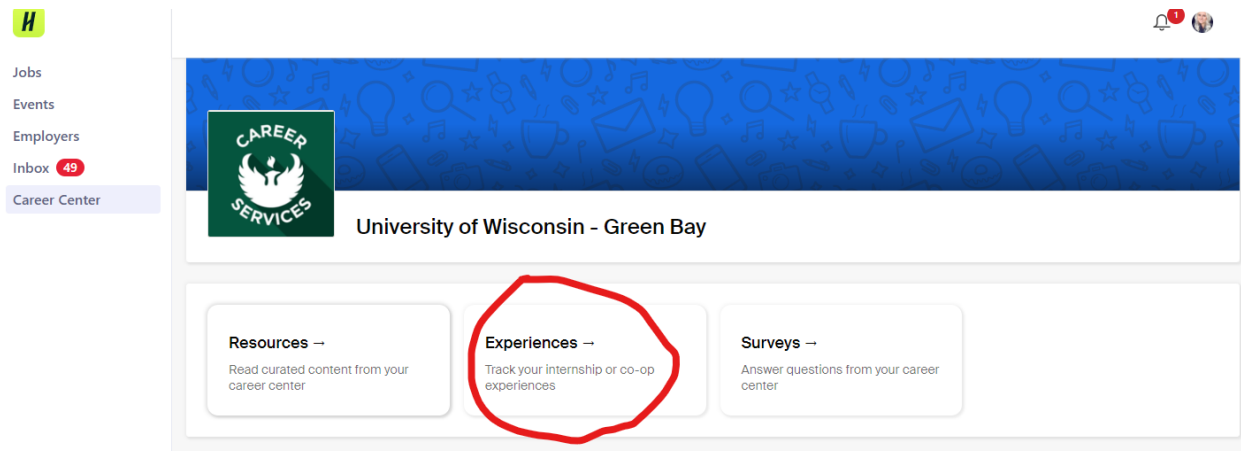 H
1
Jobs
Events
Employers
Inbox 49
Career Center
CAREER
SERVICES
University of Wisconsin - Green Bay
Resources →
Read curated content from your
career center
Experiences →
Track your internship or co-op
experiences
Surveys →
Answer questions from your career
center